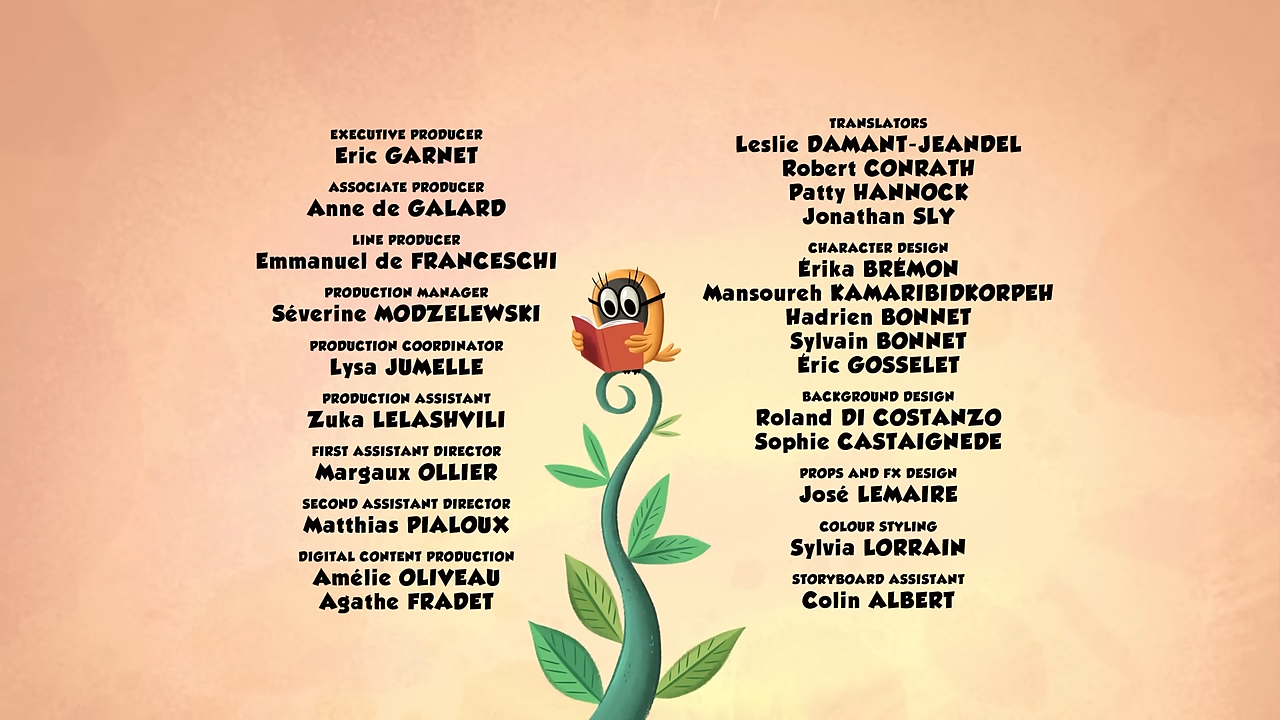 EXECUTIVE PRODUCER
Eric GARNET
ASSOCIATE PRODUCER
Anne de GALARD
LINE PRODUCER
Emmanuel de FRANCESCHI
PRODUCTION MANAGER
Séverine MODZELEWSKI
PRODUCTION COORDINATOR
Lysa JUMELLE
PRODUCTION ASSISTANT
Zuka LELASHVILI
FIRST ASSISTANT DIRECTOR
Margaux OLLIER
SECOND ASSISTANT DIRECTOR
Matthias PIALOUX
DIGITAL CONTENT PRODUCTION
Amélie OLIVEAU
Agathe FRADET
TRANSLATORS
Leslie DAMANT-JEANDEL
Robert CONRATH
Patty HANNOCK
Jonathan SLY
CHARACTER DESIGN
Érika BRÉMON
Mansoureh KAMARIBIDKORPEH
Hadrien BONNET
Sylvain BONNET
Éric GOSSELET
BACKGROUND DESIGN
Roland DI COSTANZO
Sophie CASTAIGNEDE
PROPS AND FX DESIGN
José LEMAIRE
COLOUR STYLING
Sylvia LORRAIN
STORYBOARD ASSISTANT
Colin ALBERT